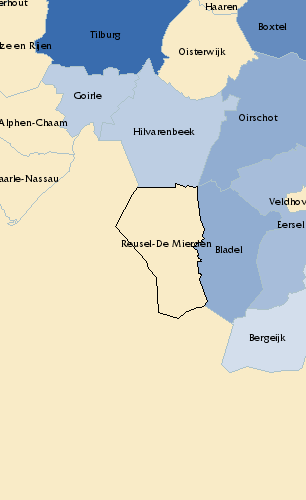 erhout
Haaren
Tilburg
Boxtel
ze en Rijen
Oisterwijk
Goirle
Oirschot
Alphen-Chaam
Hilvarenbeek
aarle-Nassau
Veldhov
Eersel
Reusel-De Mierden
Bladel
Bergeijk